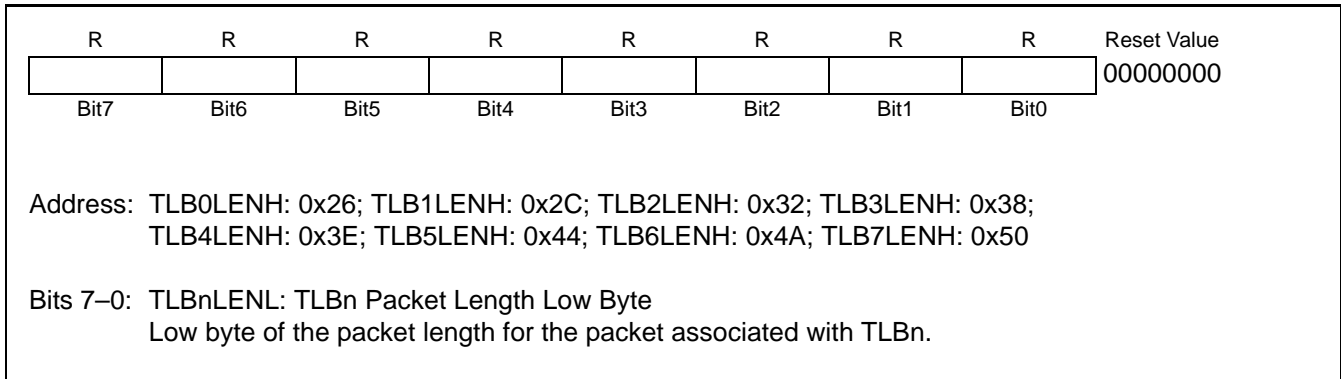 R R R R R R R R Reset Value
00000000
Bit7 Bit6 Bit5 Bit4 Bit3 Bit2 Bit1 Bit0
Address: TLB0LENH: 0x26; TLB1LENH: 0x2C; TLB2LENH: 0x32; TLB3LENH: 0x38;
TLB4LENH: 0x3E; TLB5LENH: 0x44; TLB6LENH: 0x4A; TLB7LENH: 0x50
Bits 7–0: TLBnLENL: TLBn Packet Length Low Byte
Low byte of the packet length for the packet associated with TLBn.